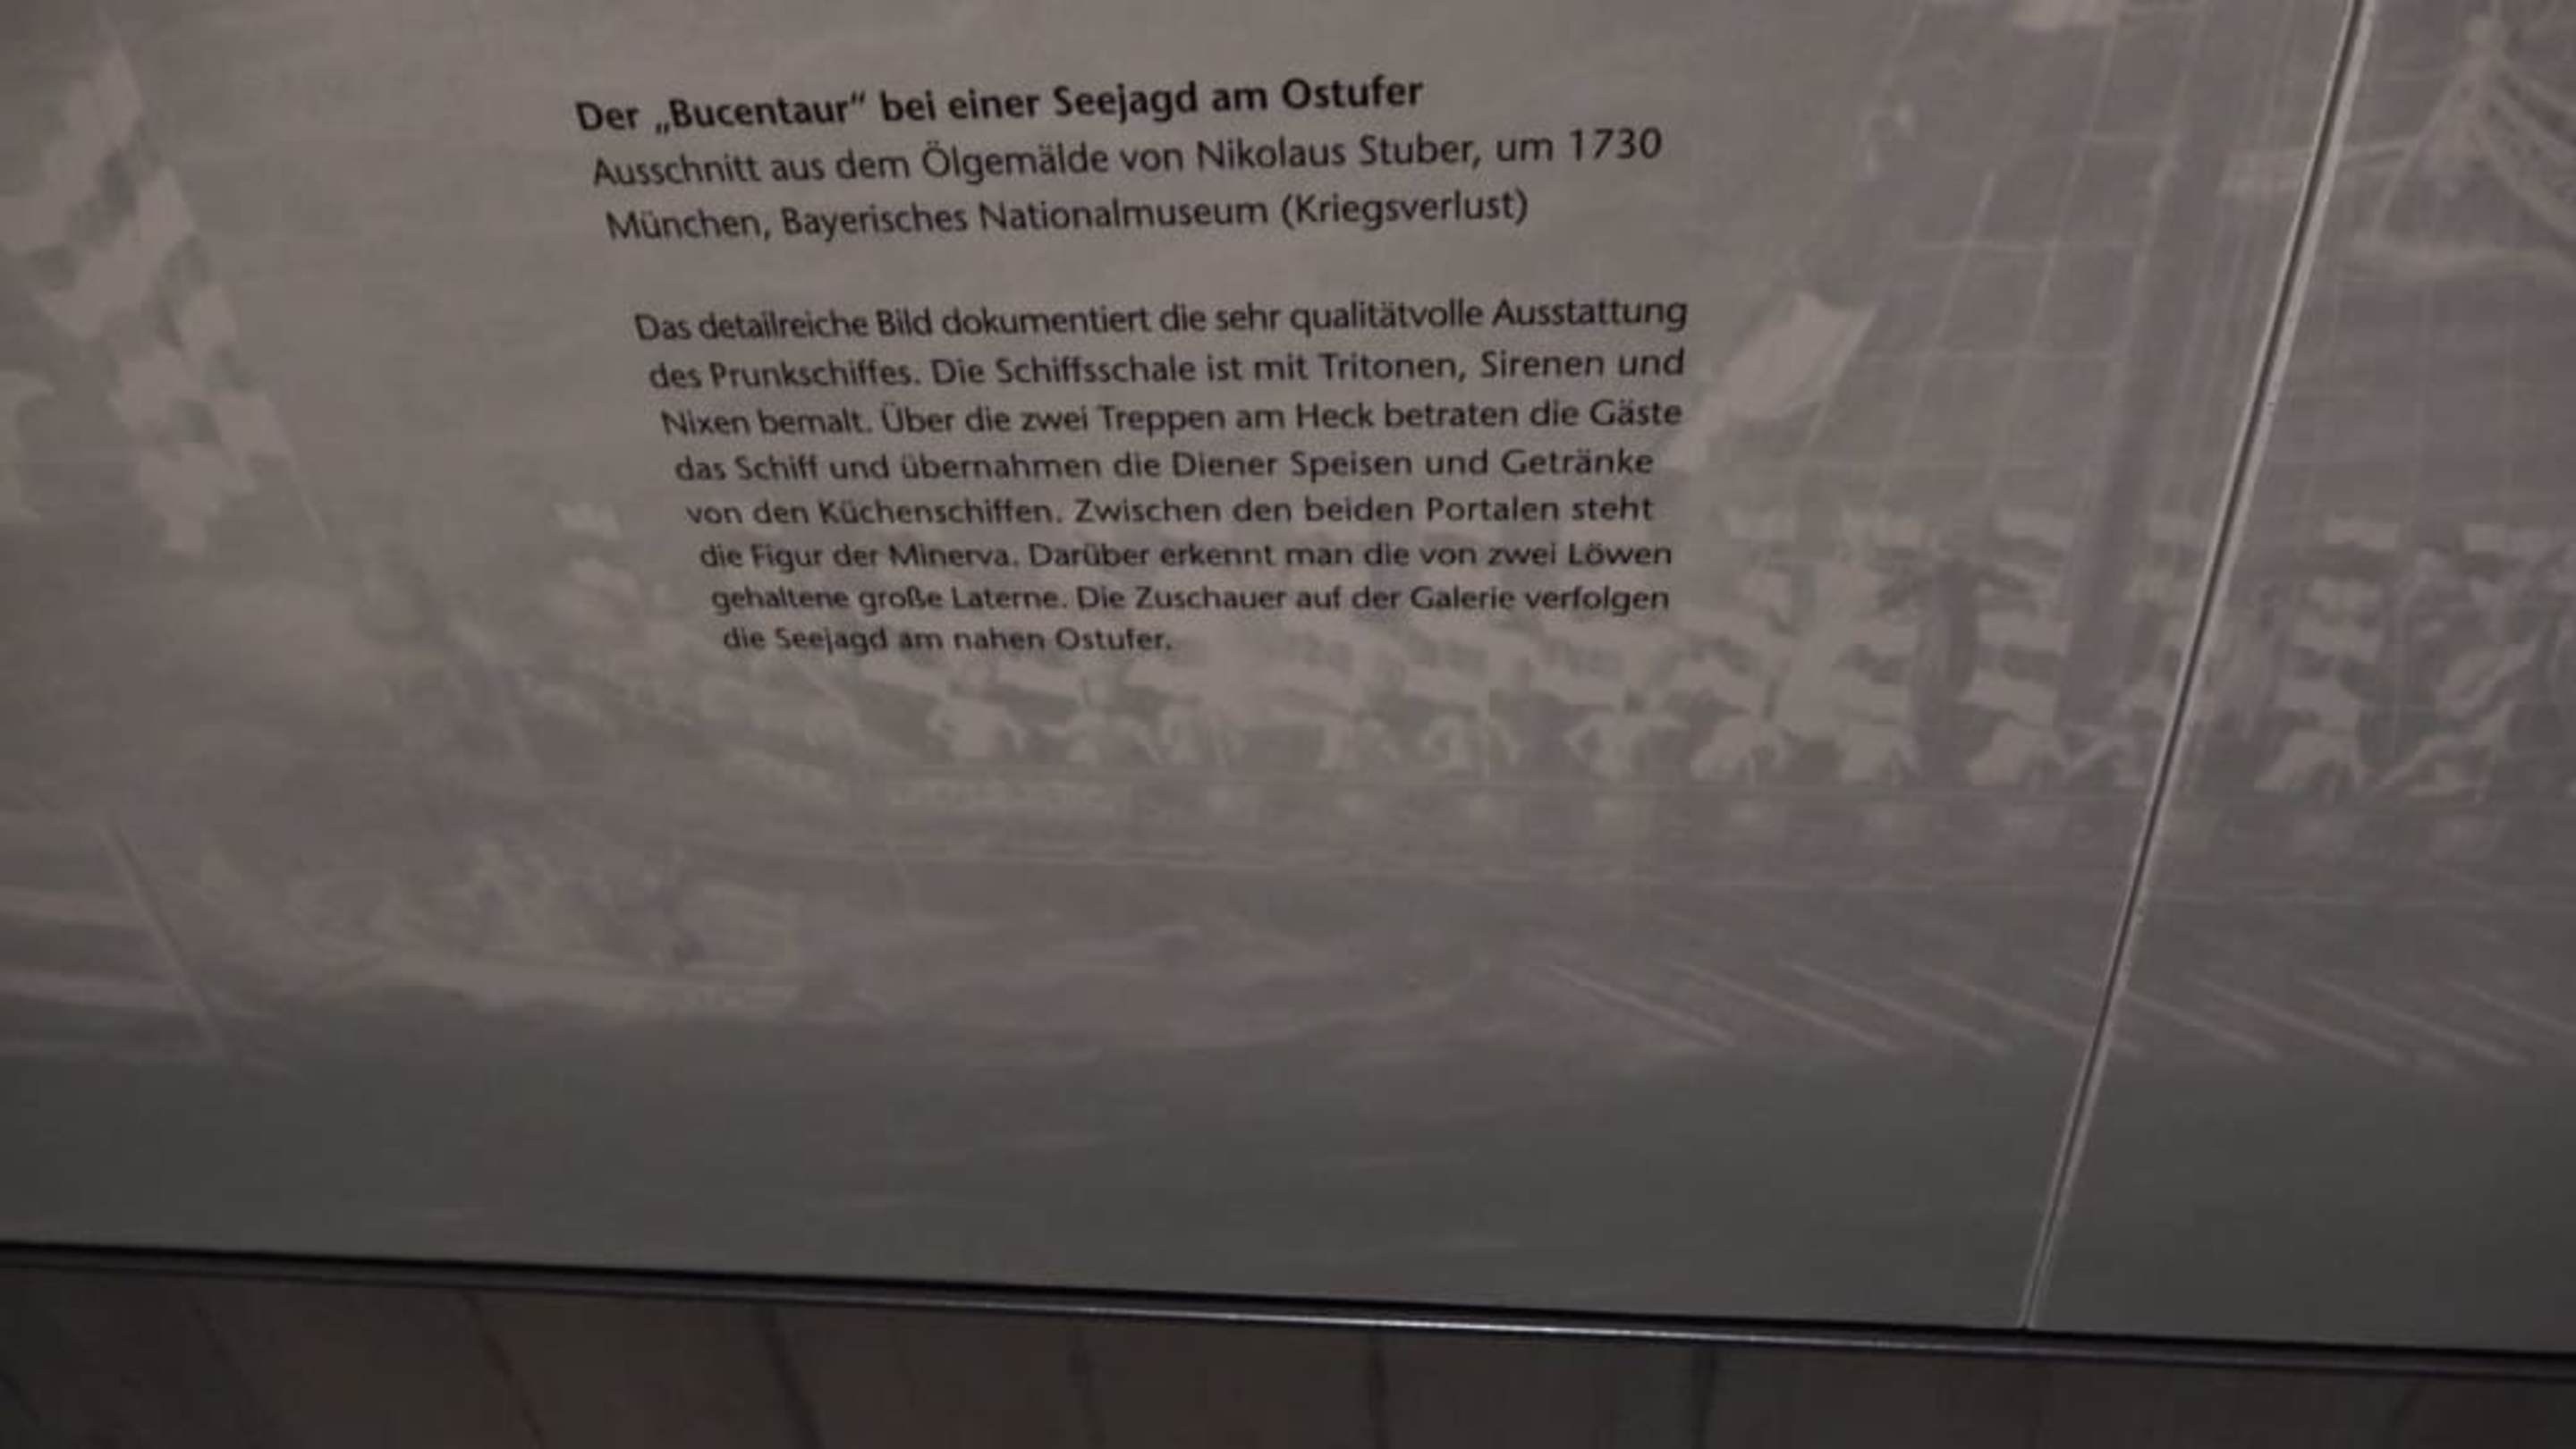 Der „Bucentaur“ bei einer Seejagd am Ostufer
Ausschnitt aus dem Ölgemälde von Nikolaus Stuber, um 1730
München, Bayerisches Nationalmuseum (Kriegsverlust)
Das detailreiche Bild dokumentiert die sehr qualitätvolle Ausstattung
des Prunkschiffes. Die Schiffsschale ist mit Tritonen, Sirenen und
Nixen bemalt. Über die zwei Treppen am Heck betraten die Gäste
das Schiff und übernahmen die Diener Speisen und Getränke
von den Küchenschiffen. Zwischen den beiden Portalen steht
die Figur der Minerva. Darüber erkennt man die von zwei Löwen
gehaltene große Laterne. Die Zuschauer auf der Galerie verfolgen
die Seejagd am nahen Ostufer.